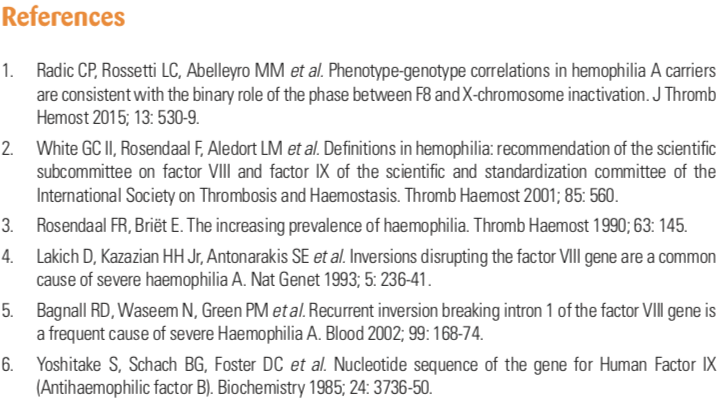 References
1. Radic CP, Rossetti LC, Abelleyro MM et al. Phenotype-genotype correlations in hemophilia A carriers
are consistent with the binary role of the phase between F8 and X-chromosome inactivation. J Thromb
Hemost 2015; 13: 530-9.
2. White GC II, Rosendaal F, Aledort LM et al. Definitions in hemophilia: recommendation of the scientific
subcommittee on factor VIII and factor IX of the scientific and standardization committee of the
International Society on Thrombosis and Haemostasis. Thromb Haemost 2001; 85: 560.
3. Rosendaal FR, Briët E. The increasing prevalence of haemophilia. Thromb Haemost 1990; 63: 145.
4. Lakich D, Kazazian HH Jr, Antonarakis SE et al. Inversions disrupting the factor VIII gene are a common
cause of severe haemophilia A. Nat Genet 1993; 5: 236-41.
5. Bagnall RD, Waseem N, Green PM et al. Recurrent inversion breaking intron 1 of the factor VIII gene is
a frequent cause of severe Haemophilia A. Blood 2002; 99: 168-74.
6. Yoshitake S, Schach BG, Foster DC et al. Nucleotide sequence of the gene for Human Factor IX
(Antihaemophilic factor B). Biochemistry 1985; 24: 3736-50.